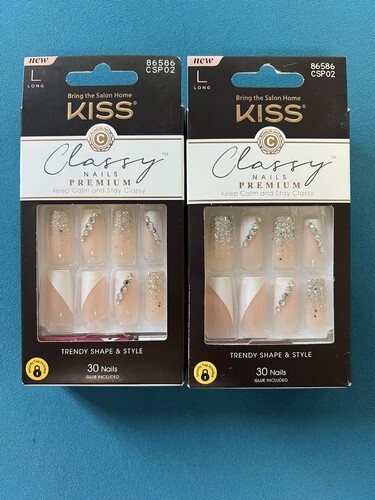 new
L
LONG
86586
CSP02
Bring the Salon Home
KISS®
C
Classy™
NAILS
PREMIUM
Keep Calm and Stay Classy
TRENDY SHAPE & STYLE
30 Nails
GLUE INCLUDED
new
L
LONG
86586
CSP02
Bring the Salon Home
KISS®
C
Classy™
NAILS
PREMIUM
Keep Calm and Stay Classy
TRENDY SHAPE & STYLE
30 Nails
GLUE INCLUDED